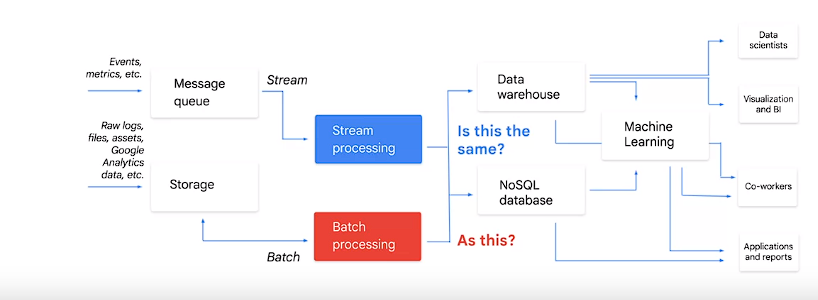 Events,
metrics, etc.
Message
queue
Stream
Raw logs,
files, assets,
Google
Analytics
data, etc.
Storage
Batch
Stream
processing
Batch
processing
Is this the
same?
As this?
Data
warehouse
NoSQL
database
Machine
Learning
Data
scientists
Visualization
and BI
Co-workers
Applications
and reports